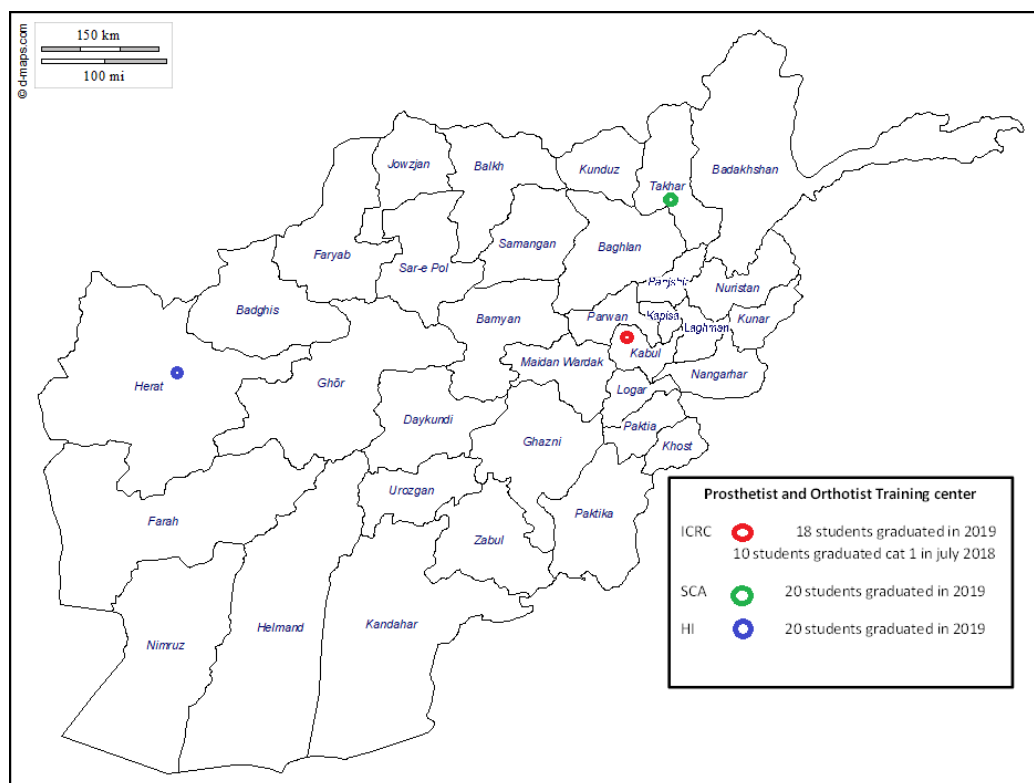 150 km
100 mi
© d-maps.com
Jowzjan
Balkh
Kunduz
Takhar
Badakhshan
Faryab
Sar-e Pol
Samangan
Baghlan
Badghis
Panjshir
Nuristan
Bamyan
Parwan
Kapisa
Laghman
Kunar
Herat
Ghōr
Maidan Wardak
Kabul
Nangarhar
Logar
Daykundi
Ghazni
Paktia
Khost
Urozgan
Farah
Zabul
Paktika
Nimruz
Helmand
Kandahar
Prosthetist and Orthotist Training center
ICRC 18 students graduated in 2019
10 students graduated cat 1 in july 2018
SCA 20 students graduated in 2019
HI 20 students graduated in 2019